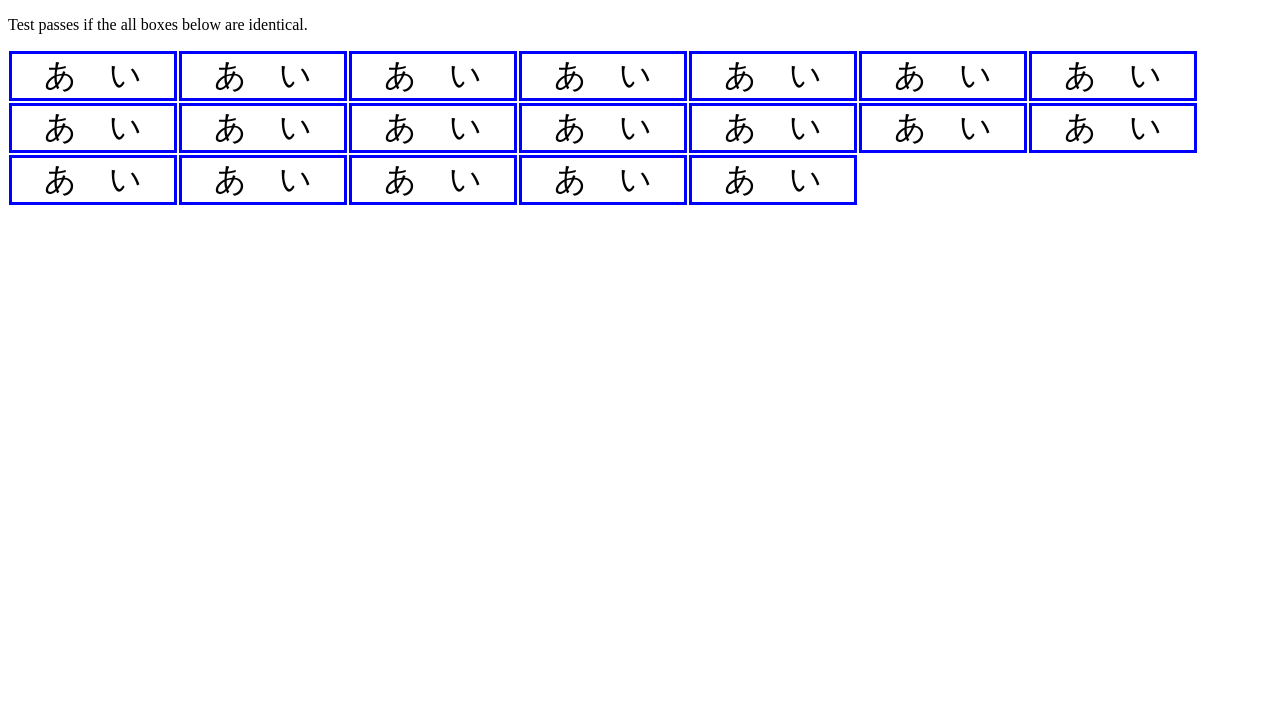 Test passes if the all boxes below are identical.
あ　い あ　い あ　い あ　い あ　い あ　い あ　い
あ　い あ　い あ　い あ　い あ　い あ　い あ　い
あ　い あ　い あ　い あ　い あ　い